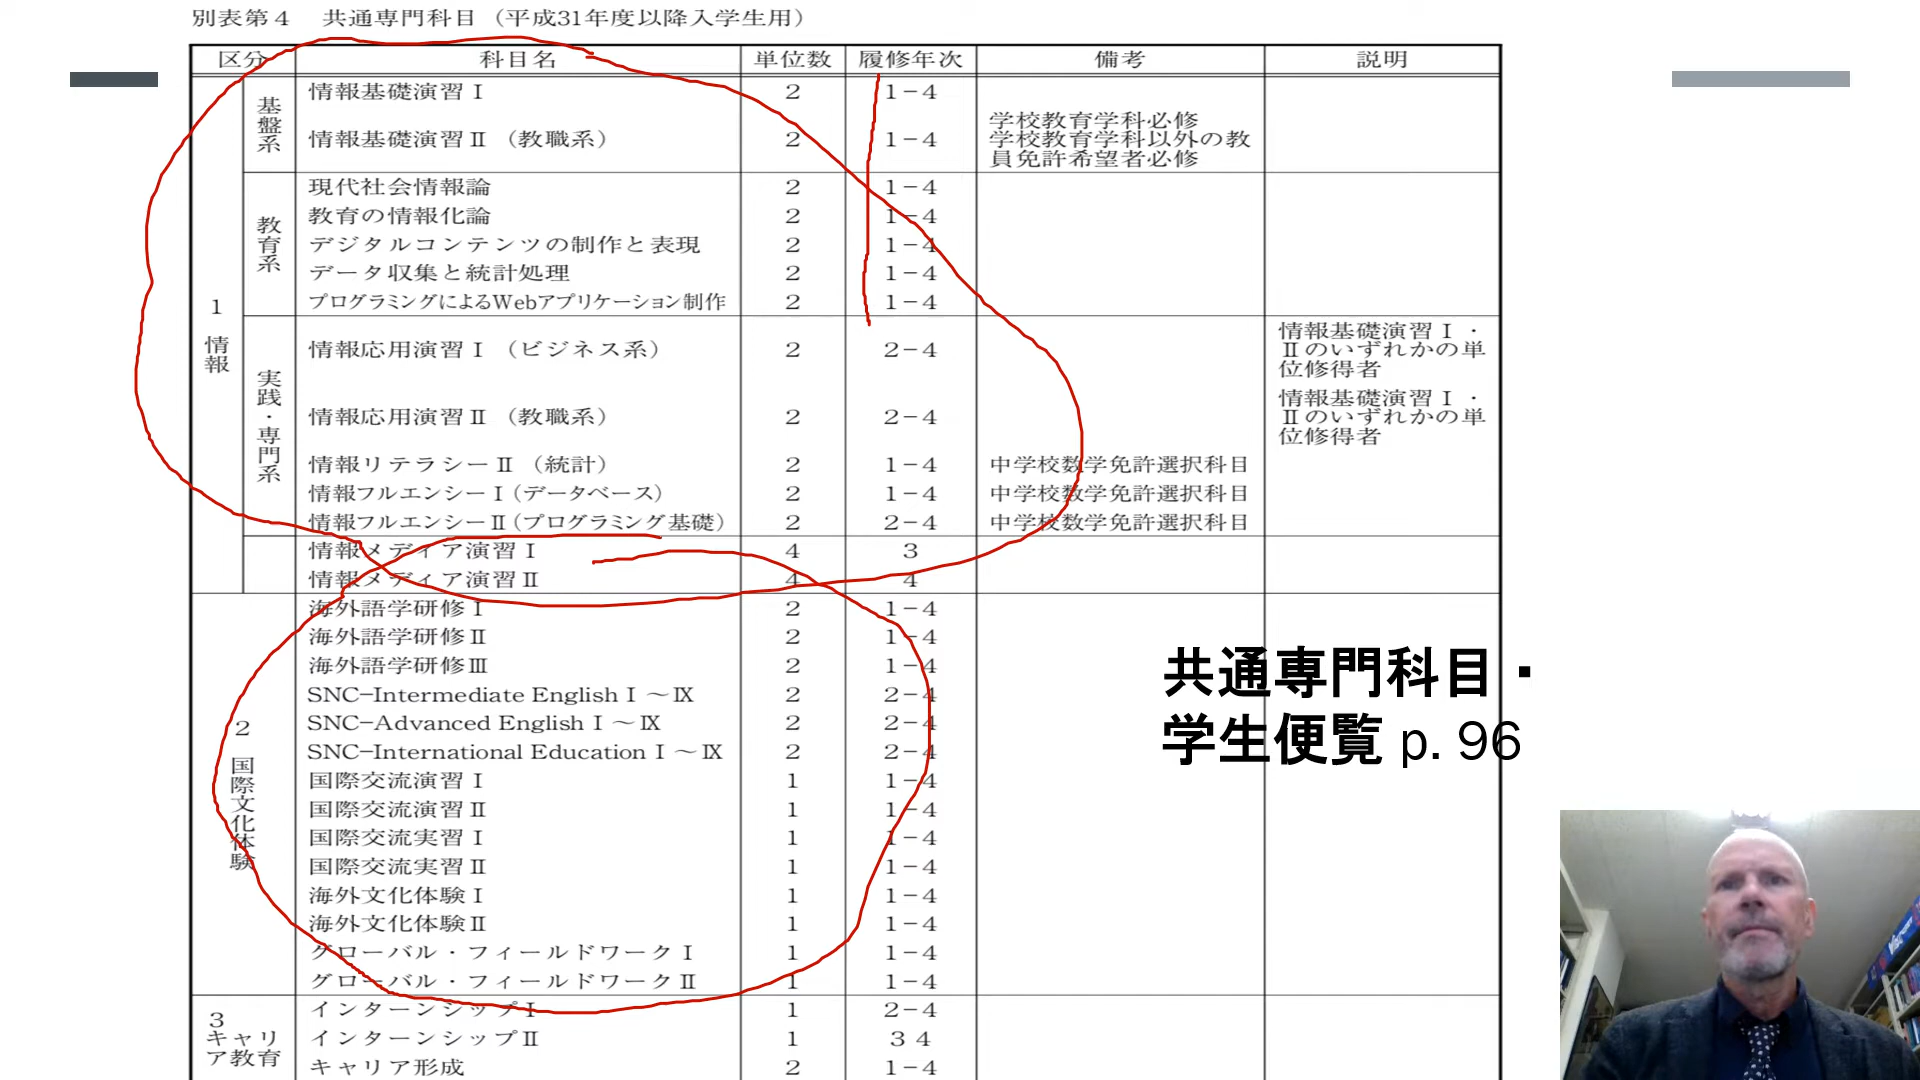 別表第4 共通専門科目(平成31年度以降入学生用)
区分 科目名 単位数 履修年次 備考 説明
1 情報
基盤系
情報基礎演習Ⅰ 2 1-4
情報基礎演習Ⅱ(教職系) 2 1-4 学校教育学科必修
学校教育学科以外の教
員免許希望者必修
教育系
現代社会情報論 2 1-4
教育の情報化論 2 1-4
デジタルコンテンツの制作と表現 2 1-4
データ収集と統計処理 2 1-4
プログラミングによるWebアプリケーション制作 2 1-4
実践・専門系
情報応用演習Ⅰ(ビジネス系) 2 2-4 情報基礎演習Ⅰ・
Ⅱのいずれかの単
位修得者
情報応用演習Ⅱ(教職系) 2 2-4 情報基礎演習Ⅰ・
Ⅱのいずれかの単
位修得者
情報リテラシーⅡ(統計) 2 1-4 中学校数学免許選択科目
情報フルエンシーⅠ(データベース) 2 1-4 中学校数学免許選択科目
情報フルエンシーⅡ(プログラミング基礎) 2 2-4 中学校数学免許選択科目
情報メディア演習Ⅰ 4 3
情報メディア演習Ⅱ 4 4
2 国際文化体験
海外語学研修Ⅰ 2 1-4
海外語学研修Ⅱ 2 1-4
海外語学研修Ⅲ 2 1-4
SNC-Intermediate EnglishⅠ~Ⅸ 2 2-4
SNC-Advanced EnglishⅠ~Ⅸ 2 2-4
SNC-International EducationⅠ~Ⅸ 2 2-4
国際交流演習Ⅰ 1 1-4
国際交流演習Ⅱ 1 1-4
国際交流実習Ⅰ 1 1-4
国際交流実習Ⅱ 1 1-4
海外文化体験Ⅰ 1 1-4
海外文化体験Ⅱ 1 1-4
グローバル・フィールドワークⅠ 1 1-4
グローバル・フィールドワークⅡ 1 1-4
3
キャリ
ア教育
インターンシップⅠ 1 2-4
インターンシップⅡ 1 3 4
キャリア形成 2 1-4
共通専門科目・
学生便覧 p. 96